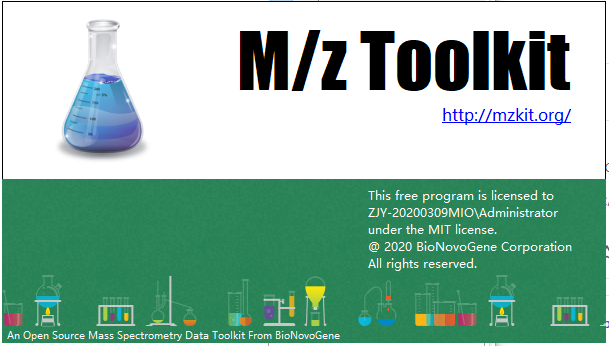 M/z Toolkit
http://mzkit.org/
This free program is licensed to
ZJY-20200309MIO\Administrator
under the MIT license.
@ 2020 BioNovoGene Corporation
All rights reserved.
An Open Source Mass Spectrometry Data Toolkit From BioNovoGene